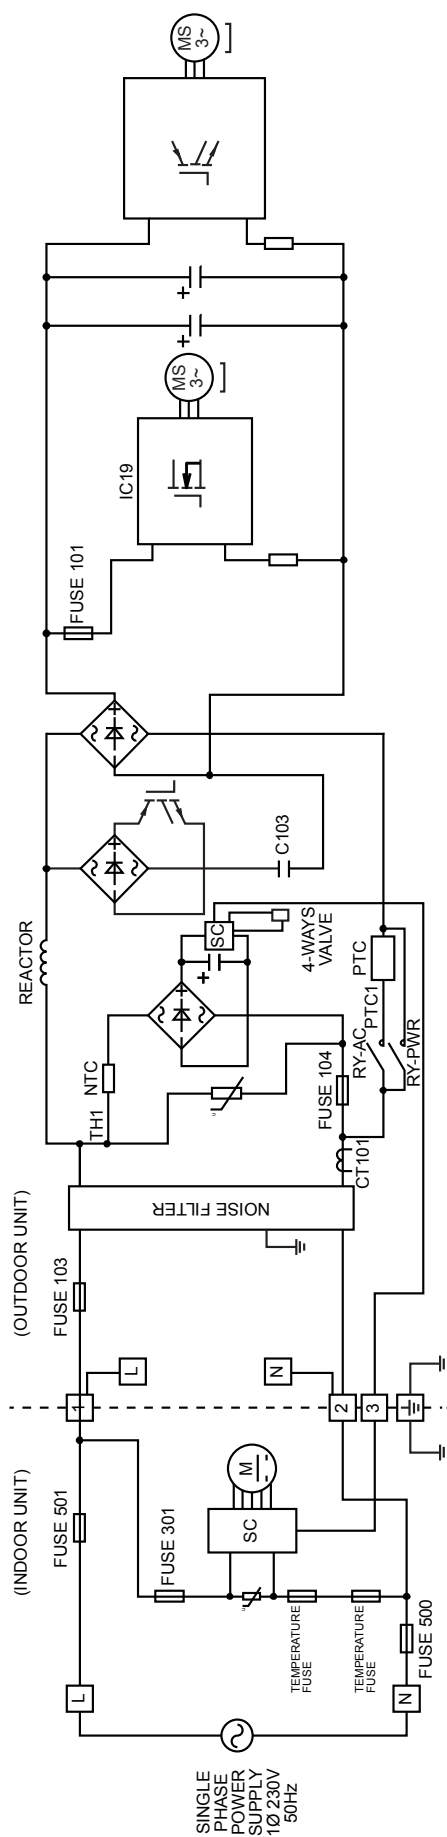 (INDOOR UNIT)
(OUTDOOR UNIT)
SINGLE
PHASE
POWER
SUPPLY
1Ø 230V
50Hz
L
N
FUSE 501
FUSE 301
TEMPERATURE
FUSE
TEMPERATURE
FUSE
FUSE 500
SC
M
1
2
3
L
N
FUSE 103
NOISE FILTER
CT101
FUSE 104
TH1
NTC
REACTOR
RY-AC
RY-PWR
PTC1
PTC
SC
4-WAYS
VALVE
+
+
C103
+
FUSE 101
IC19
MS
3~
+
+
MS
3~